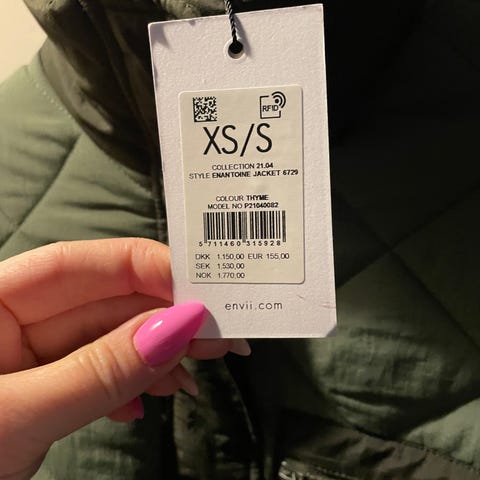 RFID
XS/S
COLLECTION 21.04
STYLE ENANTOINE JACKET 6729
COLOUR THYME
MODEL NO P21040082
5 711460 315928
DKK 1.150,00 EUR 155,00
SEK 1.530,00
NOK 1.770,00
envii.com